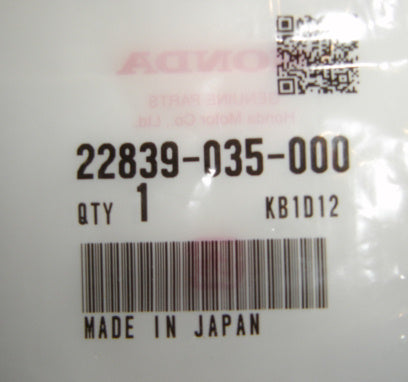 HONDA
GENUINE PARTS
Honda Motor Co., Ltd.
22839-035-000
QTY 1 KB1D12
MADE IN JAPAN